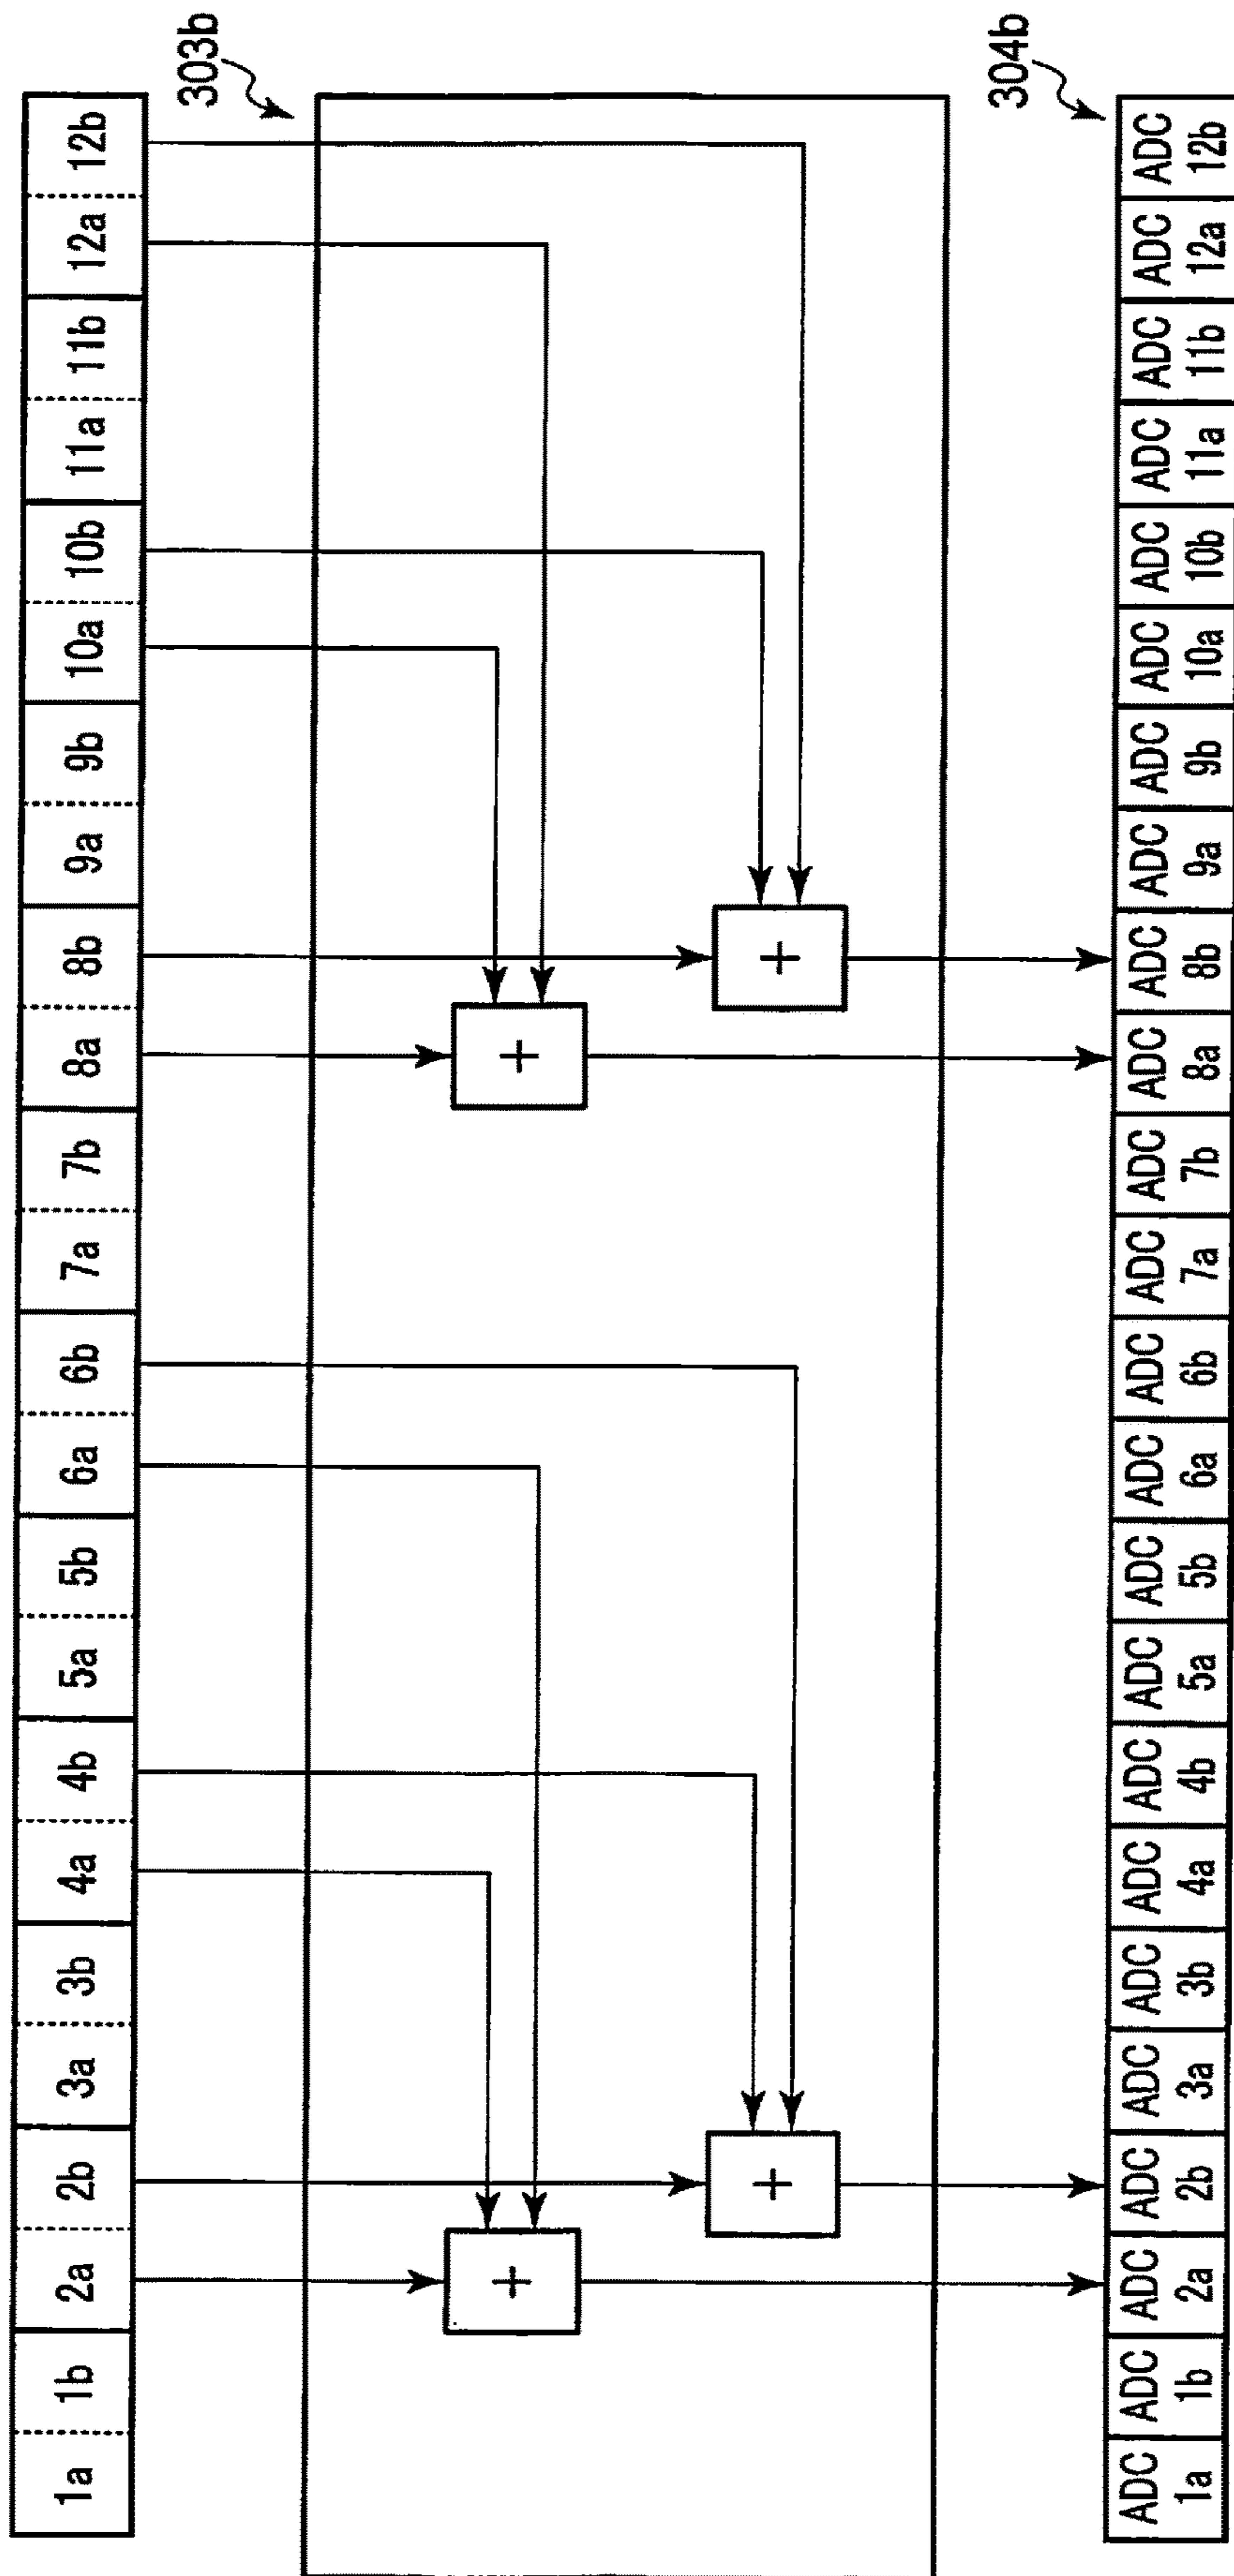 1a 1b 2a 2b 3a 3b 4a 4b 5a 5b 6a 6b 7a 7b 8a 8b 9a 9b 10a 10b 11a 11b 12a 12b
303b
+ +
+ +
304b
ADC ADC ADC ADC ADC ADC ADC ADC ADC ADC ADC ADC ADC ADC ADC ADC ADC ADC ADC ADC ADC ADC ADC ADC
1a 1b 2a 2b 3a 3b 4a 4b 5a 5b 6a 6b 7a 7b 8a 8b 9a 9b 10a 10b 11a 11b 12a 12b